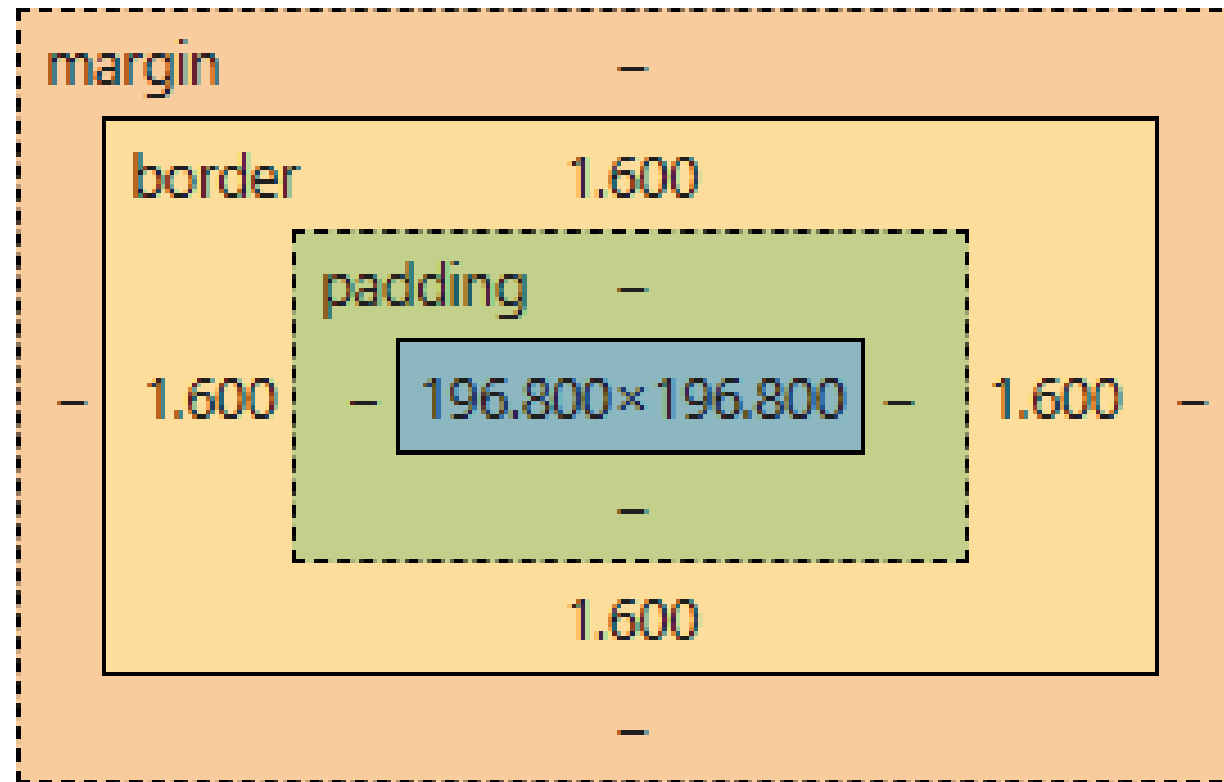 margin –
border 1.600
padding –
– 1.600 – 196.800×196.800 – 1.600 –
–
1.600
–